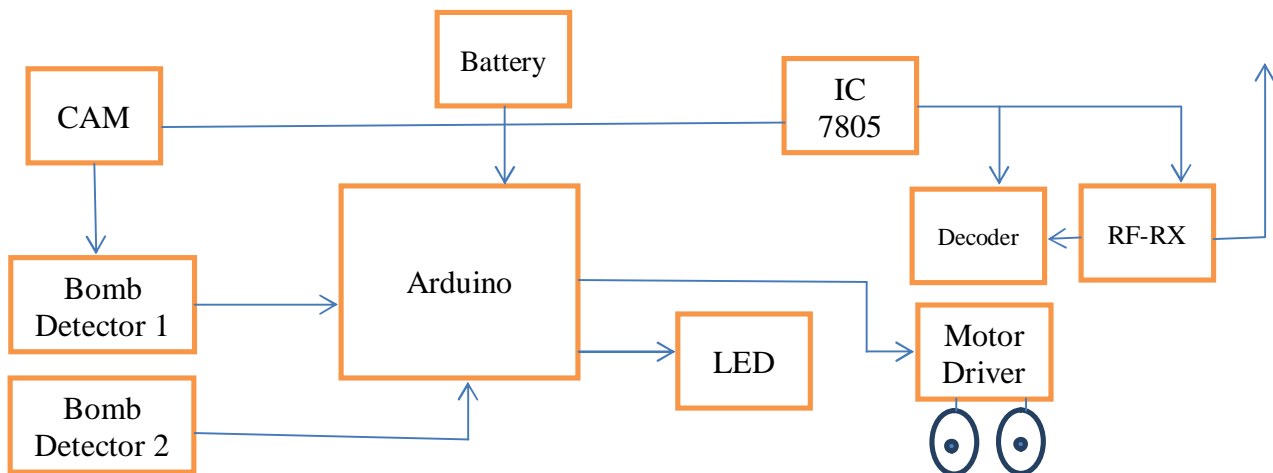 Battery
IC
7805
CAM
Decoder
RF-RX
Bomb
Detector 1
Arduino
Motor
Driver
LED
Bomb
Detector 2